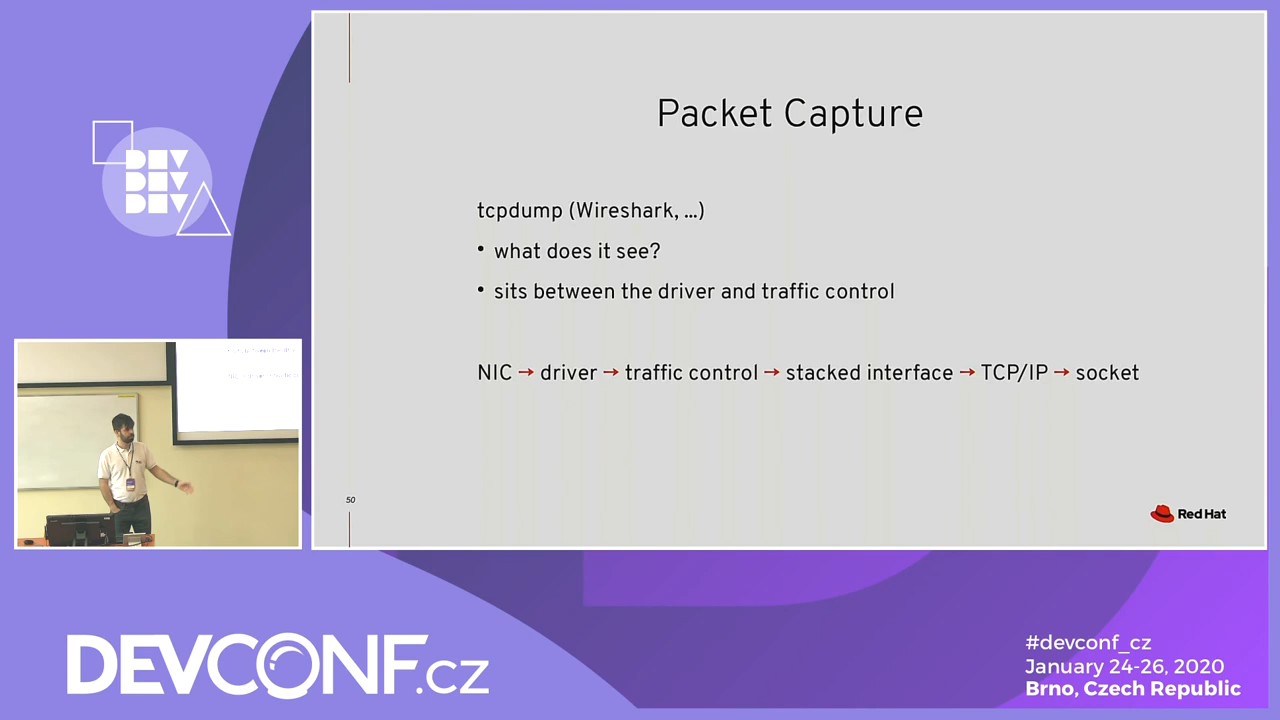 DEV
DEV
DEV
Packet Capture
tcpdump (Wireshark, ...)
• what does it see?
• sits between the driver and traffic control
NIC → driver → traffic control → stacked interface → TCP/IP → socket
50
Red Hat
DEVCONF.cz
#devconf_cz
January 24-26, 2020
Brno, Czech Republic